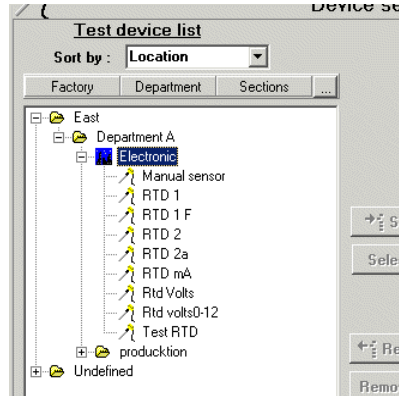 Device se
Test device list
Sort by : Location
Factory Department Sections ...
East
Department A
Electronic
Manual sensor
RTD 1
RTD 1 F
RTD 2
RTD 2a
RTD mA
Rtd Volts
Rtd volts0-12
Test RTD
producktion
Undefined
S
Sele
Re
Remo